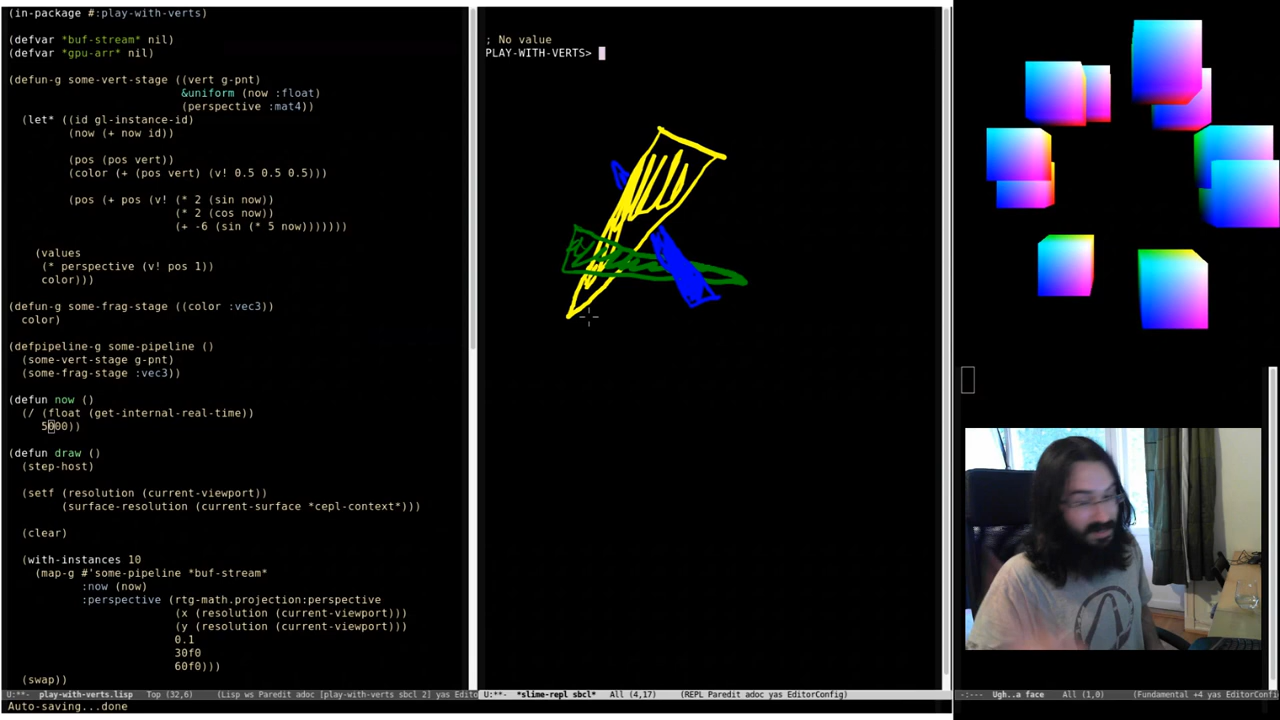 (in-package #:play-with-verts)
(defvar *buf-stream* nil)
(defvar *gpu-arr* nil)
(defun-g some-vert-stage ((vert g-pnt)
&uniform (now :float)
(perspective :mat4))
(let* ((id gl-instance-id)
(now (+ now id))
(pos (pos vert))
(color (+ (pos vert) (v! 0.5 0.5 0.5)))
(pos (+ pos (v! (* 2 (sin now))
(* 2 (cos now))
(+ -6 (sin (* 5 now)))))))
(values
(* perspective (v! pos 1))
color)))
(defun-g some-frag-stage ((color :vec3))
color)
(defpipeline-g some-pipeline ()
(some-vert-stage g-pnt)
(some-frag-stage :vec3))
(defun now ()
(/ (float (get-internal-real-time))
5000))
(defun draw ()
(step-host)
(setf (resolution (current-viewport))
(surface-resolution (current-surface *cepl-context*)))
(clear)
(with-instances 10
(map-g #'some-pipeline *buf-stream*
:now (now)
:perspective (rtg-math.projection:perspective
(x (resolution (current-viewport)))
(y (resolution (current-viewport)))
0.1
30f0
60f0)))
(swap))
U:**- play-with-verts.lisp Top (32,6) (Lisp ws Paredit adoc [play-with-verts sbcl 2] yas Edito
Auto-saving...done
; No value
PLAY-WITH-VERTS>
U:**- *slime-repl sbcl* All (4,17) (REPL Paredit adoc yas EditorConfig)
-:--- Ugh..a face All (1,0) (Fundamental +4 yas EditorConfi